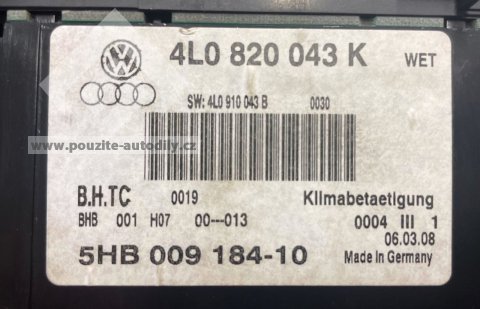 4L0 820 043 K WET
SW: 4L0 910 043 B 0030
www.pouzite-autodily.cz
B.H.TC 0019 Klimabetaetigung
BHB 001 H07 00---013 0004 III 1
06.03.08
5HB 009 184-10 Made in Germany